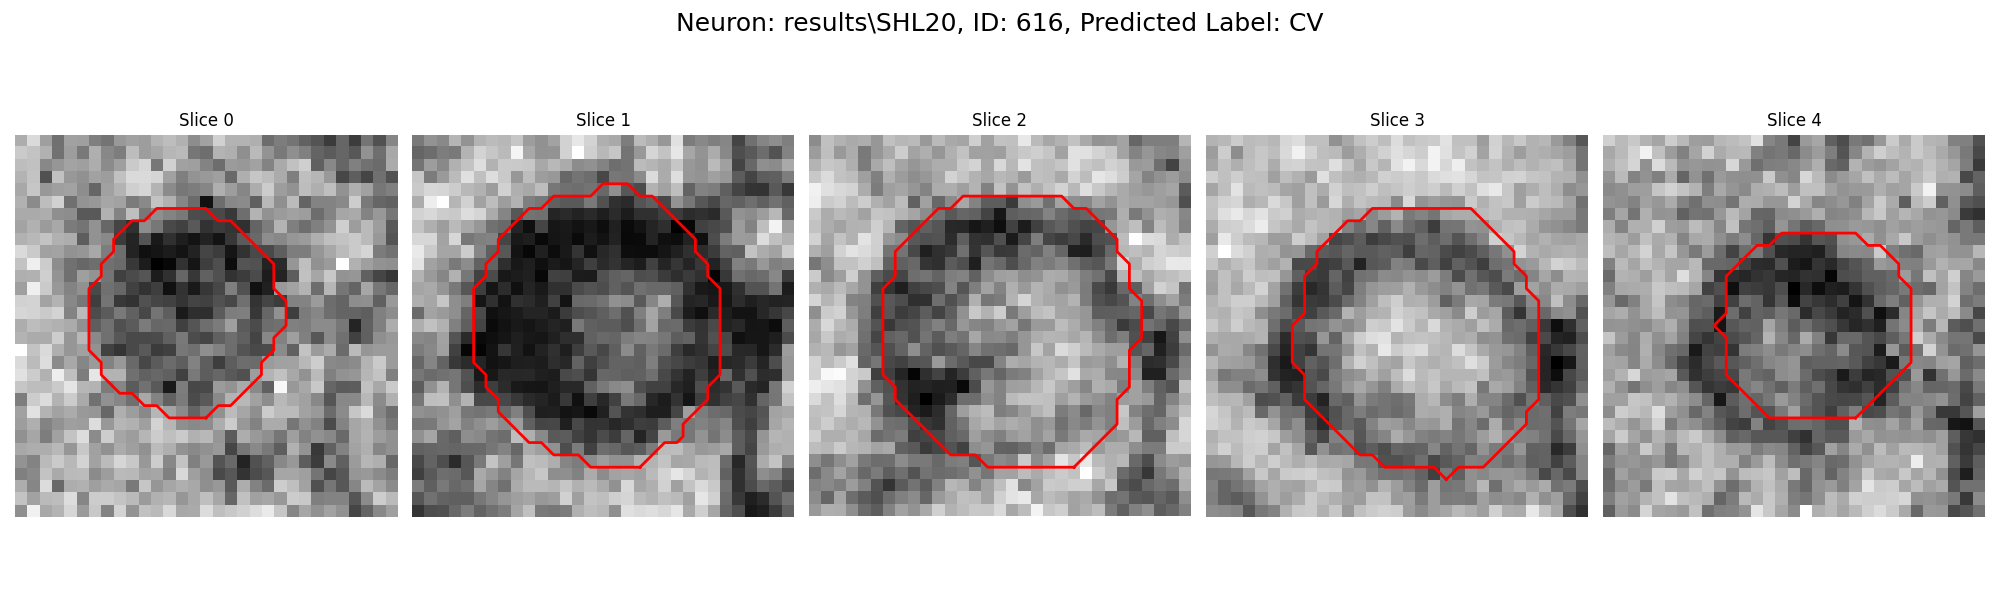 Neuron: results\SHL20, ID: 616, Predicted Label: CV
Slice 0
Slice 1
Slice 2
Slice 3
Slice 4